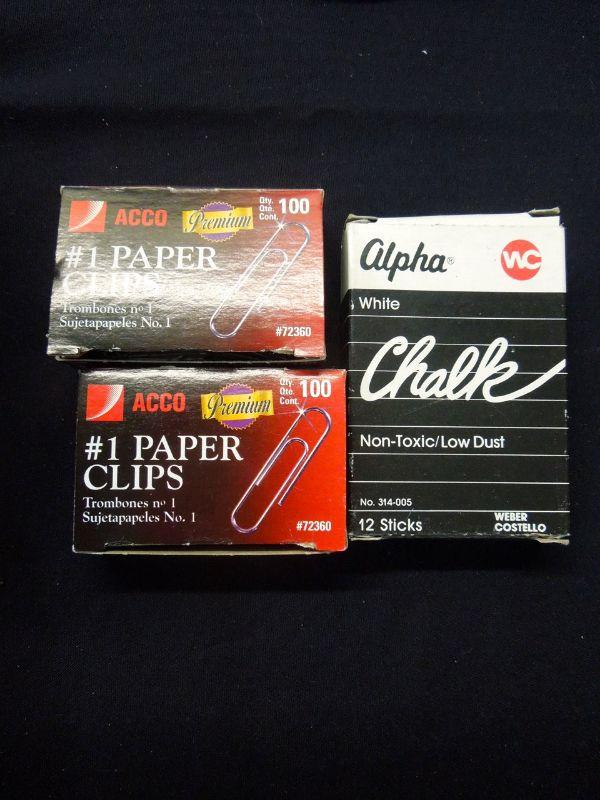 ACCO Premium Qty. Qté. Cont. 100
#1 PAPER
CLIPS
Trombones nº 1
Sujetapapeles No. 1
#72360
ACCO Premium Qty. Qté. Cont. 100
#1 PAPER
CLIPS
Trombones nº 1
Sujetapapeles No. 1
#72360
alpha® WC
White
Chalk
Non-Toxic/Low Dust
No. 314-005
12 Sticks
WEBER
COSTELLO